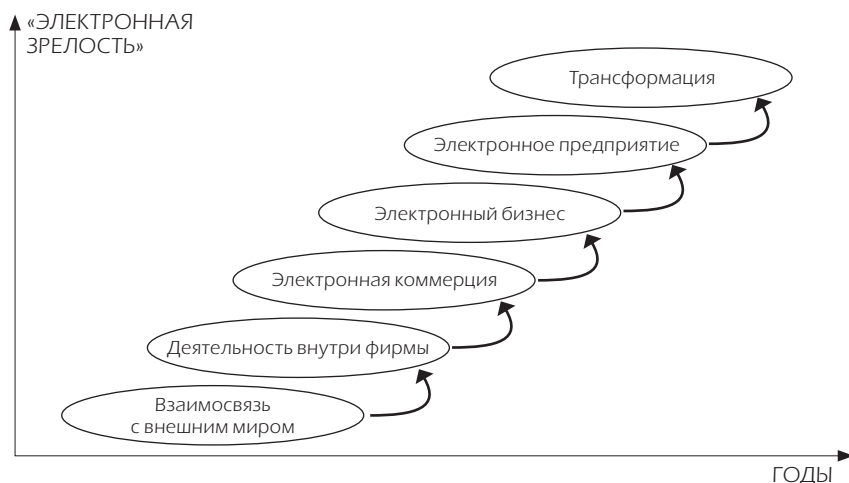 «ЭЛЕКТРОННАЯ
ЗРЕЛОСТЬ»
Трансформация
Электронное предприятие
Электронный бизнес
Электронная коммерция
Деятельность внутри фирмы
Взаимосвязь
с внешним миром
ГОДЫ